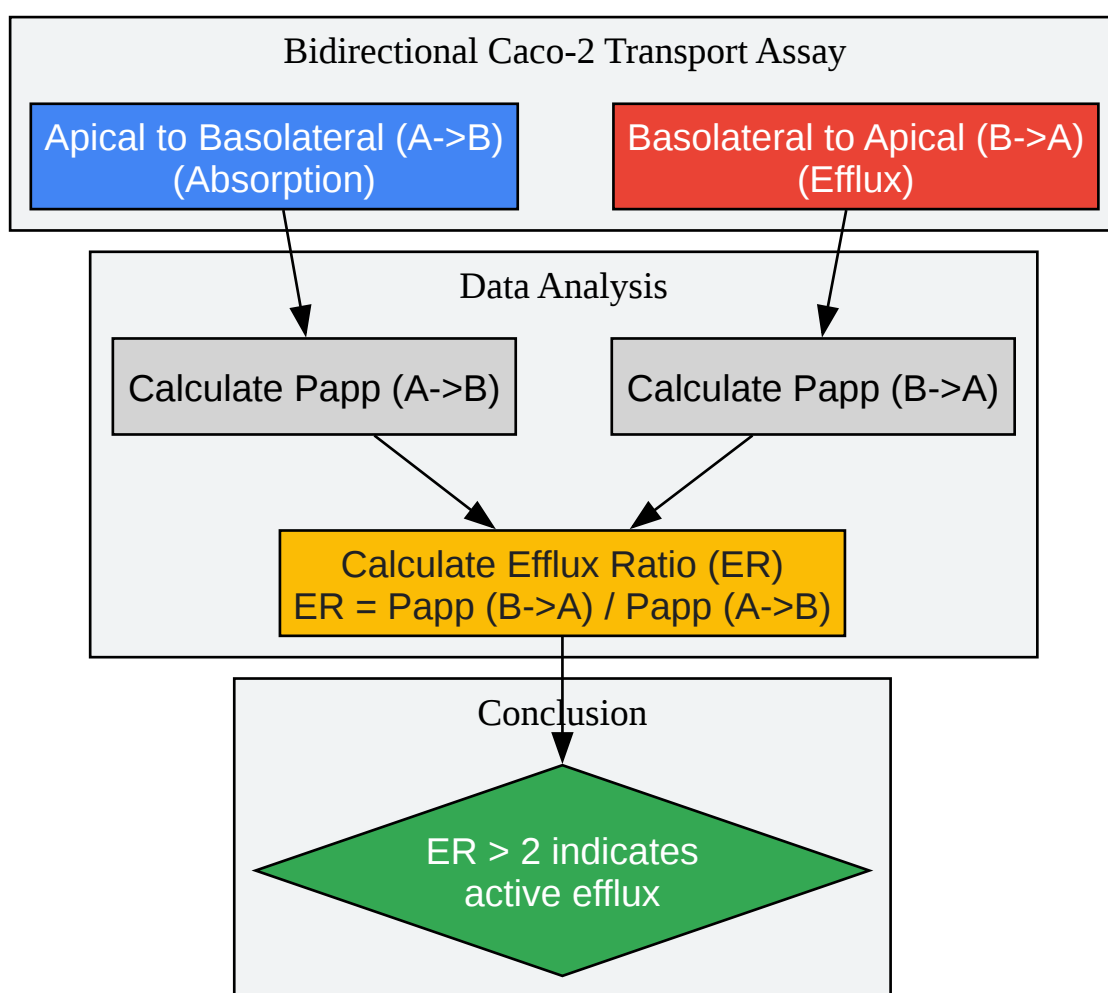 Bidirectional Caco-2 Transport Assay
Apical to Basolateral (A->B)
(Absorption)
Basolateral to Apical (B->A)
(Efflux)
Data Analysis
Calculate Papp (A->B)
Calculate Papp (B->A)
Calculate Efflux Ratio (ER)
ER = Papp (B->A) / Papp (A->B)
Conclusion
ER > 2 indicates
active efflux